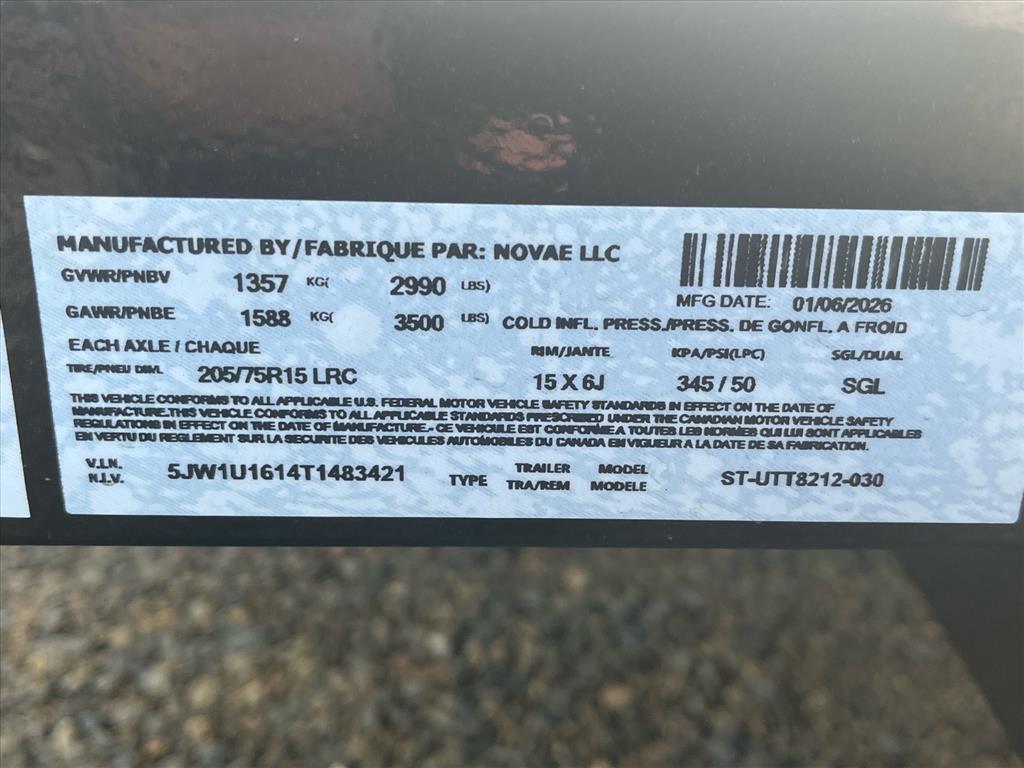 MANUFACTURED BY/FABRIQUE PAR: NOVAE LLC
GVWR/PNBV 1357 KG( 2990 LBS)
MFG DATE: 01/06/2026
GAWR/PNBE 1588 KG( 3500 LBS) COLD INFL. PRESS./PRESS. DE GONFL. A FROID
EACH AXLE / CHAQUE RIM/JANTE KPA/PSI(LPC) SGL/DUAL
TIRE/PNEU DIM. 205/75R15 LRC 15 X 6J 345 / 50 SGL
THIS VEHICLE CONFORMS TO ALL APPLICABLE U.S. FEDERAL MOTOR VEHICLE SAFETY STANDARDS IN EFFECT ON THE DATE OF
MANUFACTURE.THIS VEHICLE CONFORMS TO ALL APPLICABLE STANDARDS PRESCRIBED UNDER THE CANADIAN MOTOR VEHICLE SAFETY
REGULATIONS IN EFFECT ON THE DATE OF MANUFACTURE.- CE VEHICULE EST CONFORME A TOUTES LES NORMES QUI LUI SONT APPLICABLES
EN VERTU DU REGLEMENT SUR LA SECURITE DES VEHICULES AUTOMOBILES DU CANADA EN VIGUEUR A LA DATE DE SA FABRICATION.
V.I.N. 5JW1U1614T1483421 TYPE TRAILER MODEL ST-UTT8212-030
N.I.V. TRA/REM MODELE